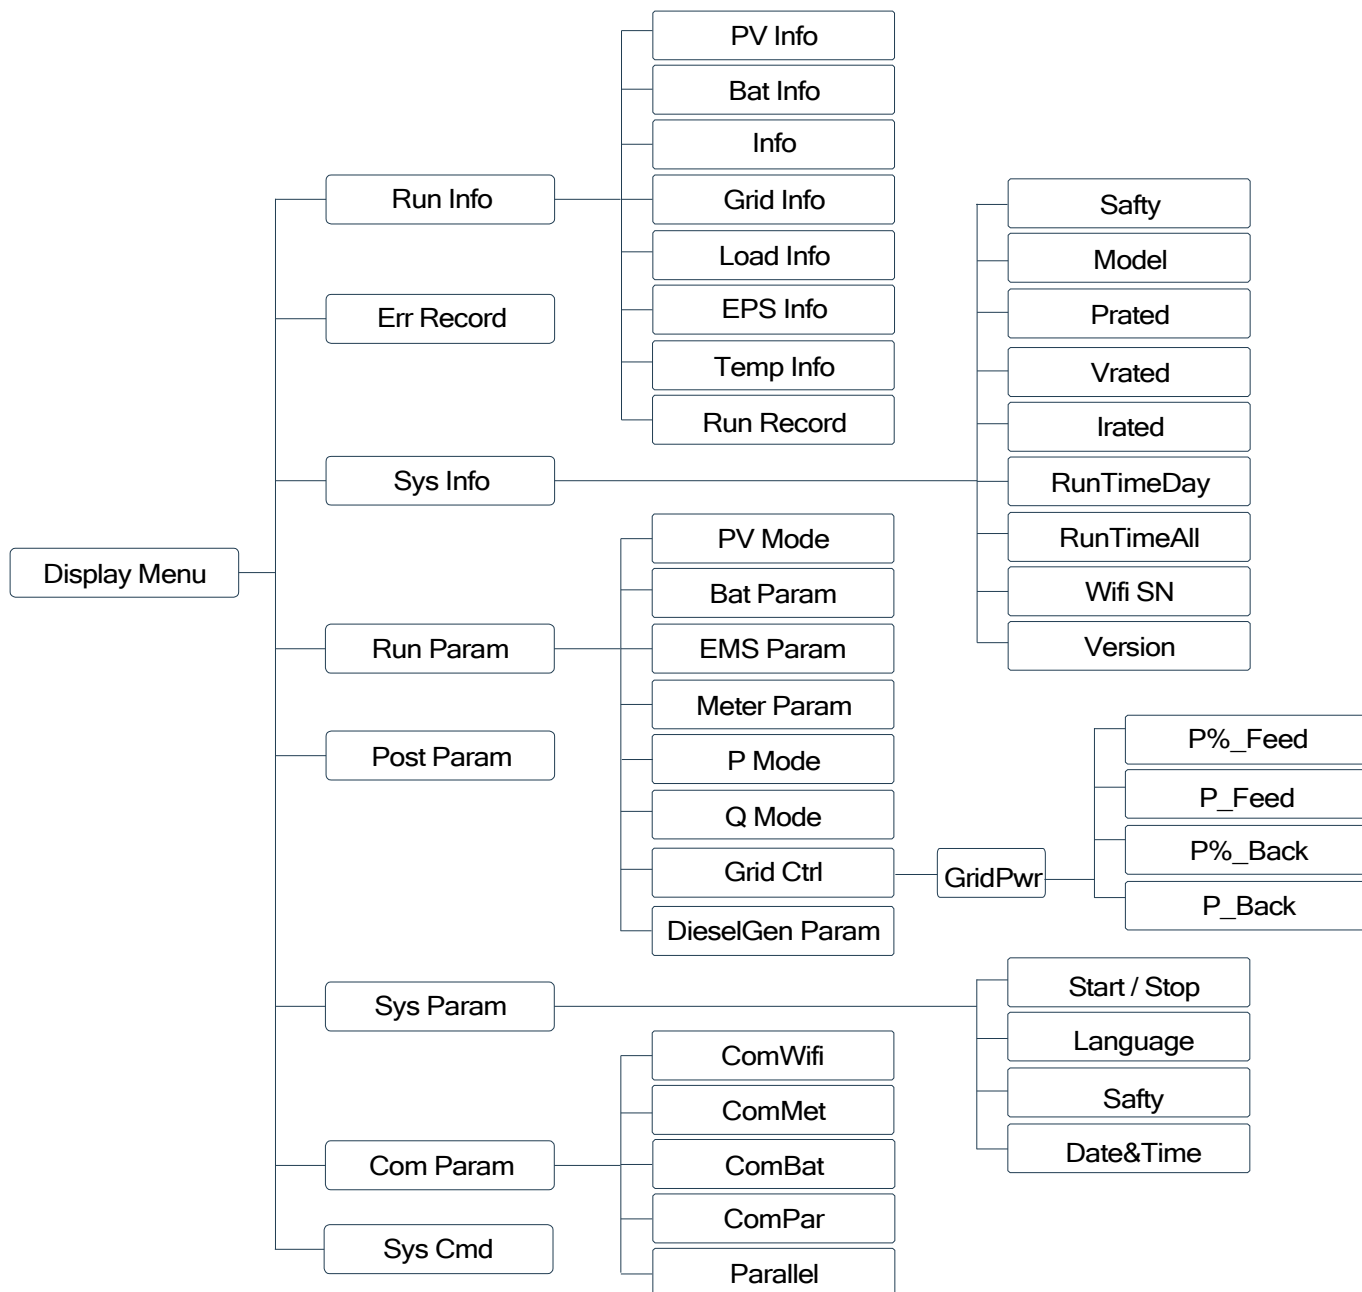 Display Menu
Run Info
PV Info
Bat Info
Info
Grid Info
Load Info
EPS Info
Temp Info
Run Record
Err Record
Sys Info
Safty
Model
Prated
Vrated
Irated
RunTimeDay
RunTimeAll
Wifi SN
Version
Run Param
PV Mode
Bat Param
EMS Param
Meter Param
P Mode
Q Mode
Grid Ctrl
GridPwr
P%_Feed
P_Feed
P%_Back
P_Back
DieselGen Param
Post Param
Sys Param
Start / Stop
Language
Safty
Date&Time
Com Param
ComWifi
ComMet
ComBat
ComPar
Parallel
Sys Cmd